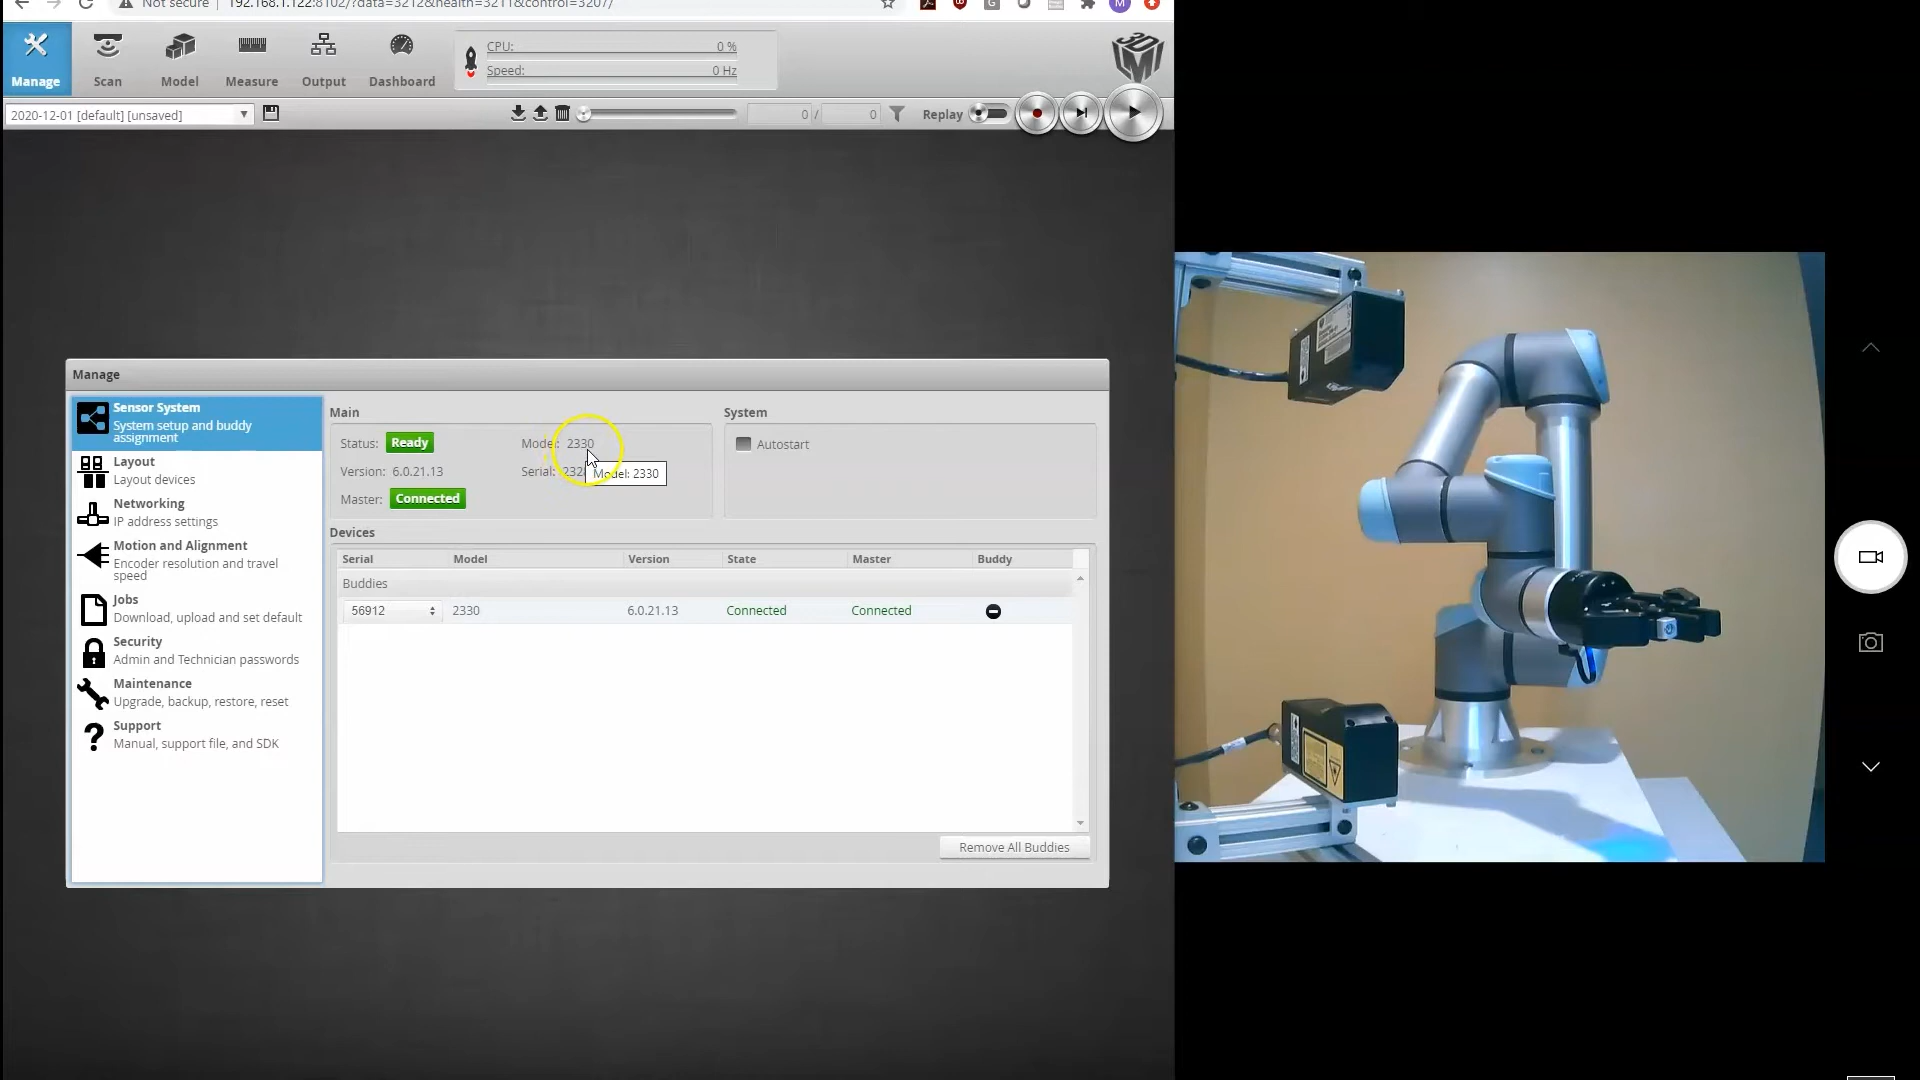 Not secure 192.168.1.122:8102/?data=3212&health=3211&control=3207/
M
Manage Scan Model Measure Output Dashboard
CPU: 0 %
Speed: 0 Hz
3D
2020-12-01 [default] [unsaved]
0 / 0 Replay
Manage
Sensor System
System setup and buddy
assignment
Layout
Layout devices
Networking
IP address settings
Motion and Alignment
Encoder resolution and travel
speed
Jobs
Download, upload and set default
Security
Admin and Technician passwords
Maintenance
Upgrade, backup, restore, reset
Support
Manual, support file, and SDK
Main
Status: Ready Model: 2330
Version: 6.0.21.13 Serial:
Model: 2330
Master: Connected
System
Autostart
Devices
Serial Model Version State Master Buddy
Buddies
56912 2330 6.0.21.13 Connected Connected
Remove All Buddies